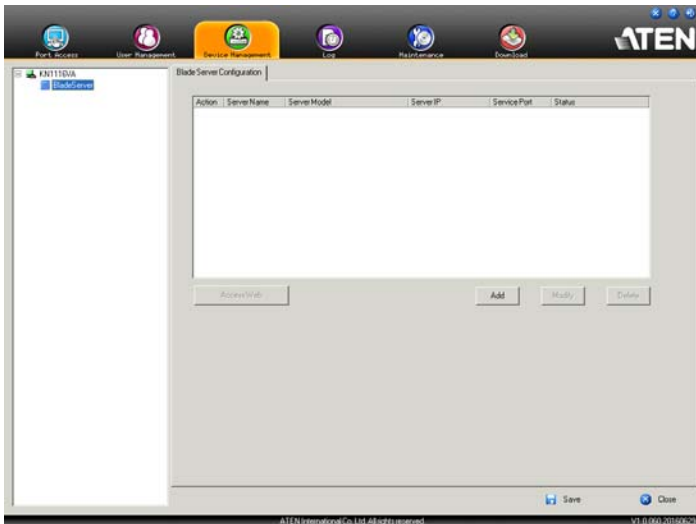 ATEN
Port Access User Management Device Management Log Maintenance Download
KN1116VA
BladeServer
Blade Server Configuration
Action Server Name Server Model Server IP Service Port Status
Access Web Add Modify Delete
Save Close
ATEN International Co., Ltd. All rights reserved.